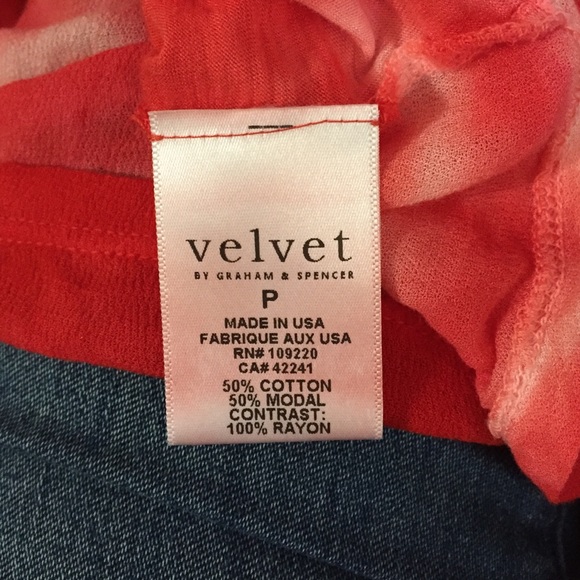 velvet
BY GRAHAM & SPENCER
P
MADE IN USA
FABRIQUE AUX USA
RN# 109220
CA# 42241
50% COTTON
50% MODAL
CONTRAST:
100% RAYON